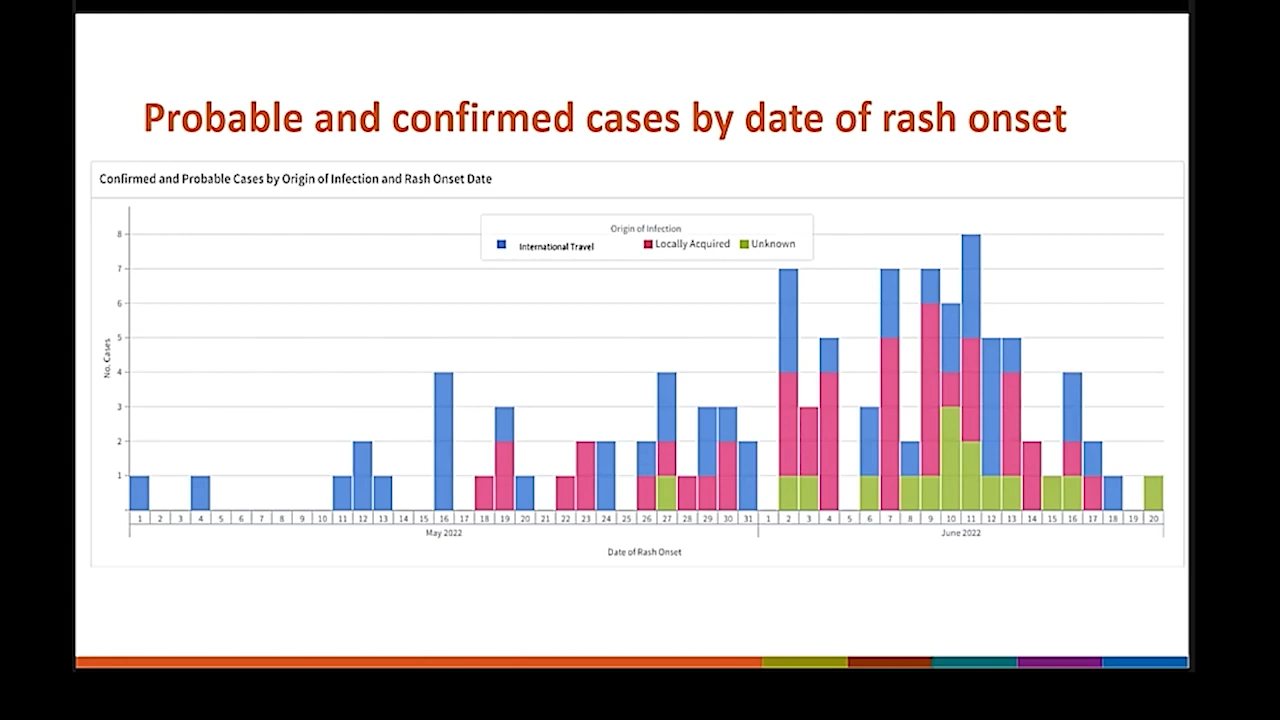 Probable and confirmed cases by date of rash onset
Confirmed and Probable Cases by Origin of Infection and Rash Onset Date
Origin of Infection
International Travel Locally Acquired Unknown
8
7
6
5
4
3
2
1
No. Cases
1 2 3 4 5 6 7 8 9 10 11 12 13 14 15 16 17 18 19 20 21 22 23 24 25 26 27 28 29 30 31 1 2 3 4 5 6 7 8 9 10 11 12 13 14 15 16 17 18 19 20
May 2022 June 2022
Date of Rash Onset